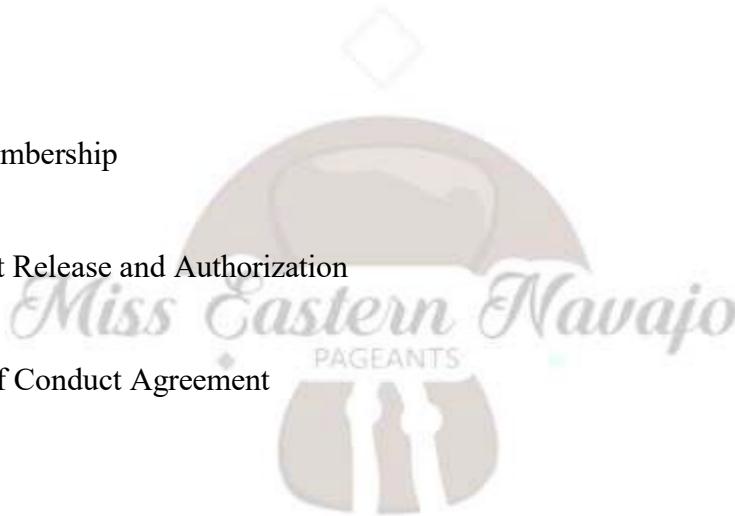 mbership
t Release and Authorization
Miss Eastern Navajo
PAGEANTS
f Conduct Agreement